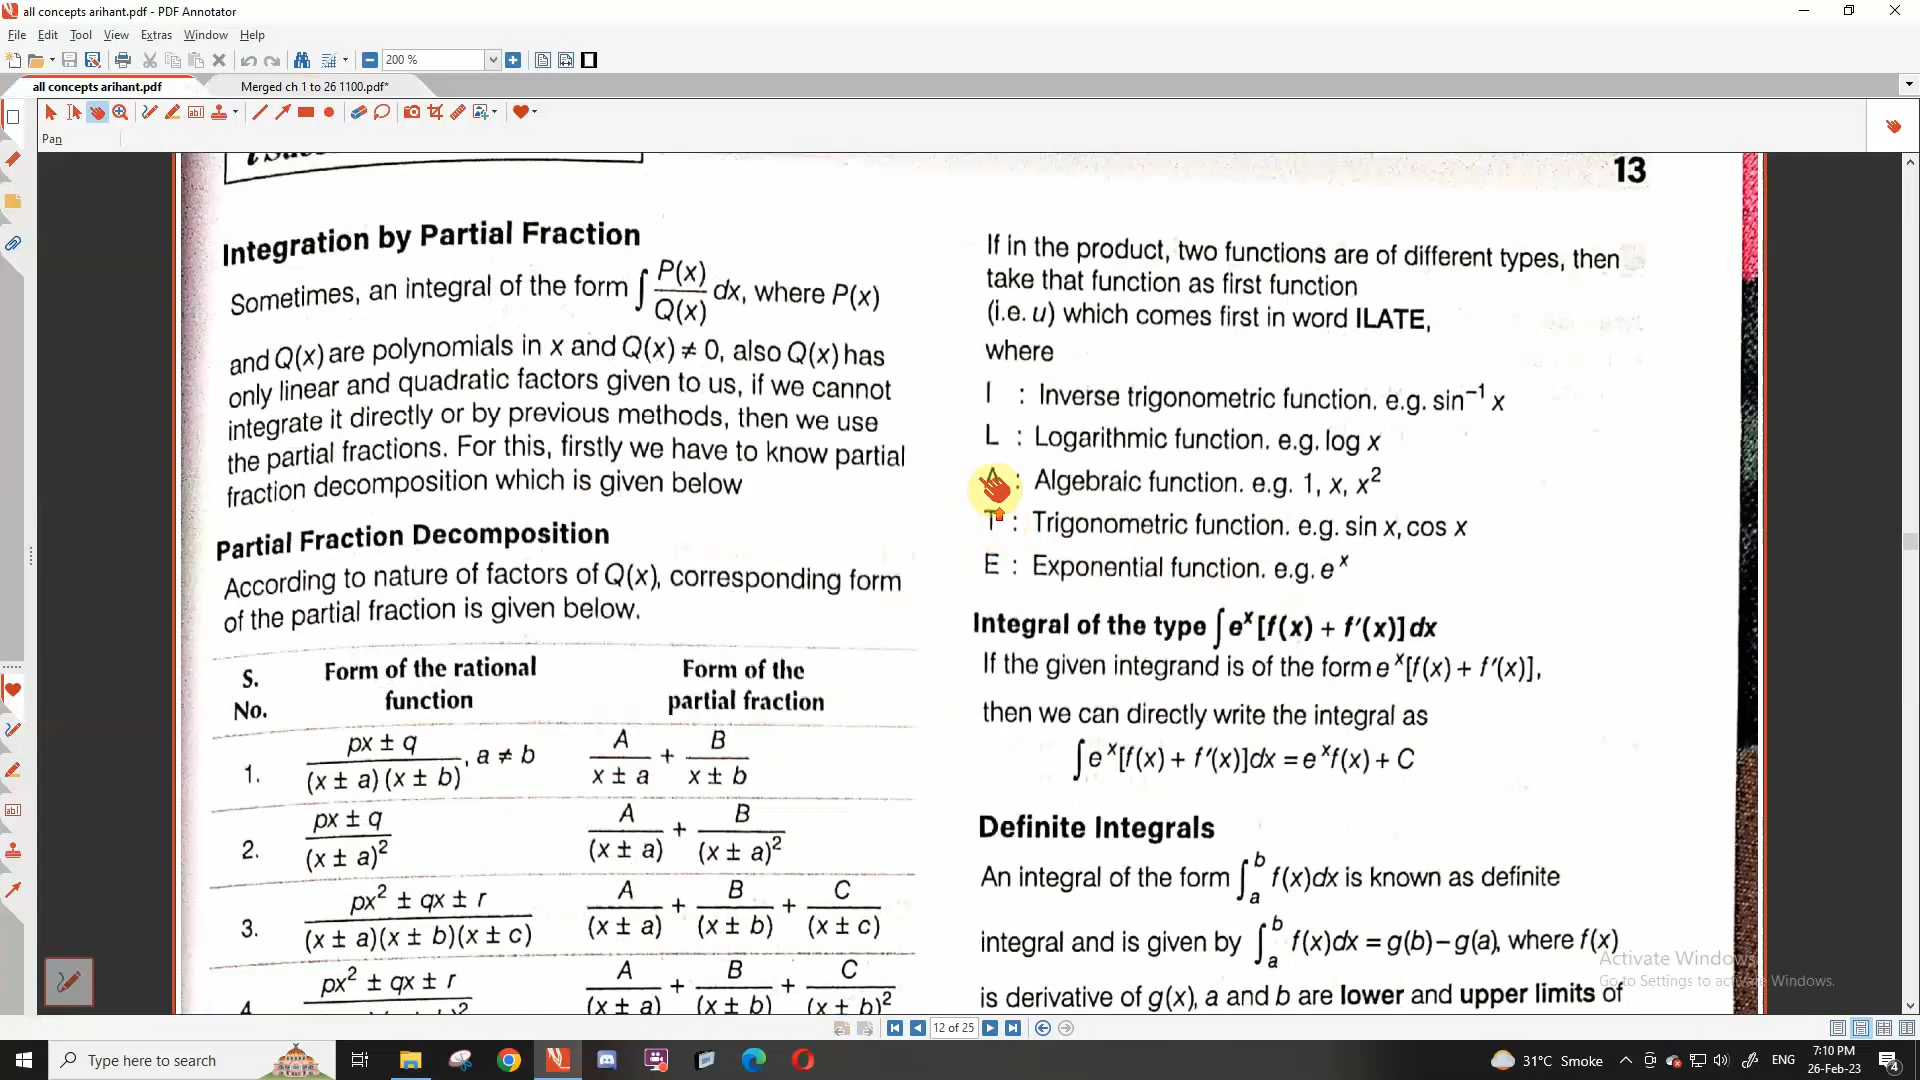 all concepts arihant.pdf - PDF Annotator
File Edit Tool View Extras Window Help
200 %
all concepts arihant.pdf
Merged ch 1 to 26 1100.pdf*
Pan
13
Integration by Partial Fraction
Sometimes, an integral of the form ∫ P(x)/Q(x) dx, where P(x)
and Q(x) are polynomials in x and Q(x) ≠ 0, also Q(x) has
only linear and quadratic factors given to us, if we cannot
integrate it directly or by previous methods, then we use
the partial fractions. For this, firstly we have to know partial
fraction decomposition which is given below
Partial Fraction Decomposition
According to nature of factors of Q(x), corresponding form
of the partial fraction is given below.
S. No. Form of the rational function Form of the partial fraction
1. (px ± q)/((x ± a)(x ± b)), a ≠ b A/(x ± a) + B/(x ± b)
2. (px ± q)/(x ± a)² A/(x ± a) + B/(x ± a)²
3. (px² ± qx ± r)/((x ± a)(x ± b)(x ± c)) A/(x ± a) + B/(x ± b) + C/(x ± c)
4. px² ± qx ± r A/(x ± a) + B/(x ± b) + C/(x ± b)²
If in the product, two functions are of different types, then
take that function as first function
(i.e. u) which comes first in word ILATE,
where
I : Inverse trigonometric function. e.g. sin⁻¹ x
L : Logarithmic function. e.g. log x
A : Algebraic function. e.g. 1, x, x²
T : Trigonometric function. e.g. sin x, cos x
E : Exponential function. e.g. eˣ
Integral of the type ∫eˣ[f(x) + f′(x)]dx
If the given integrand is of the form eˣ[f(x) + f′(x)],
then we can directly write the integral as
∫eˣ[f(x) + f′(x)]dx = eˣf(x) + C
Definite Integrals
An integral of the form ∫ₐᵇ f(x)dx is known as definite
integral and is given by ∫ₐᵇ f(x)dx = g(b) – g(a), where f(x)
is derivative of g(x), a and b are lower and upper limits of
Activate Windows
Go to Settings to activate Windows.
12 of 25
Type here to search
31°C Smoke
ENG
7:10 PM
26-Feb-23
4